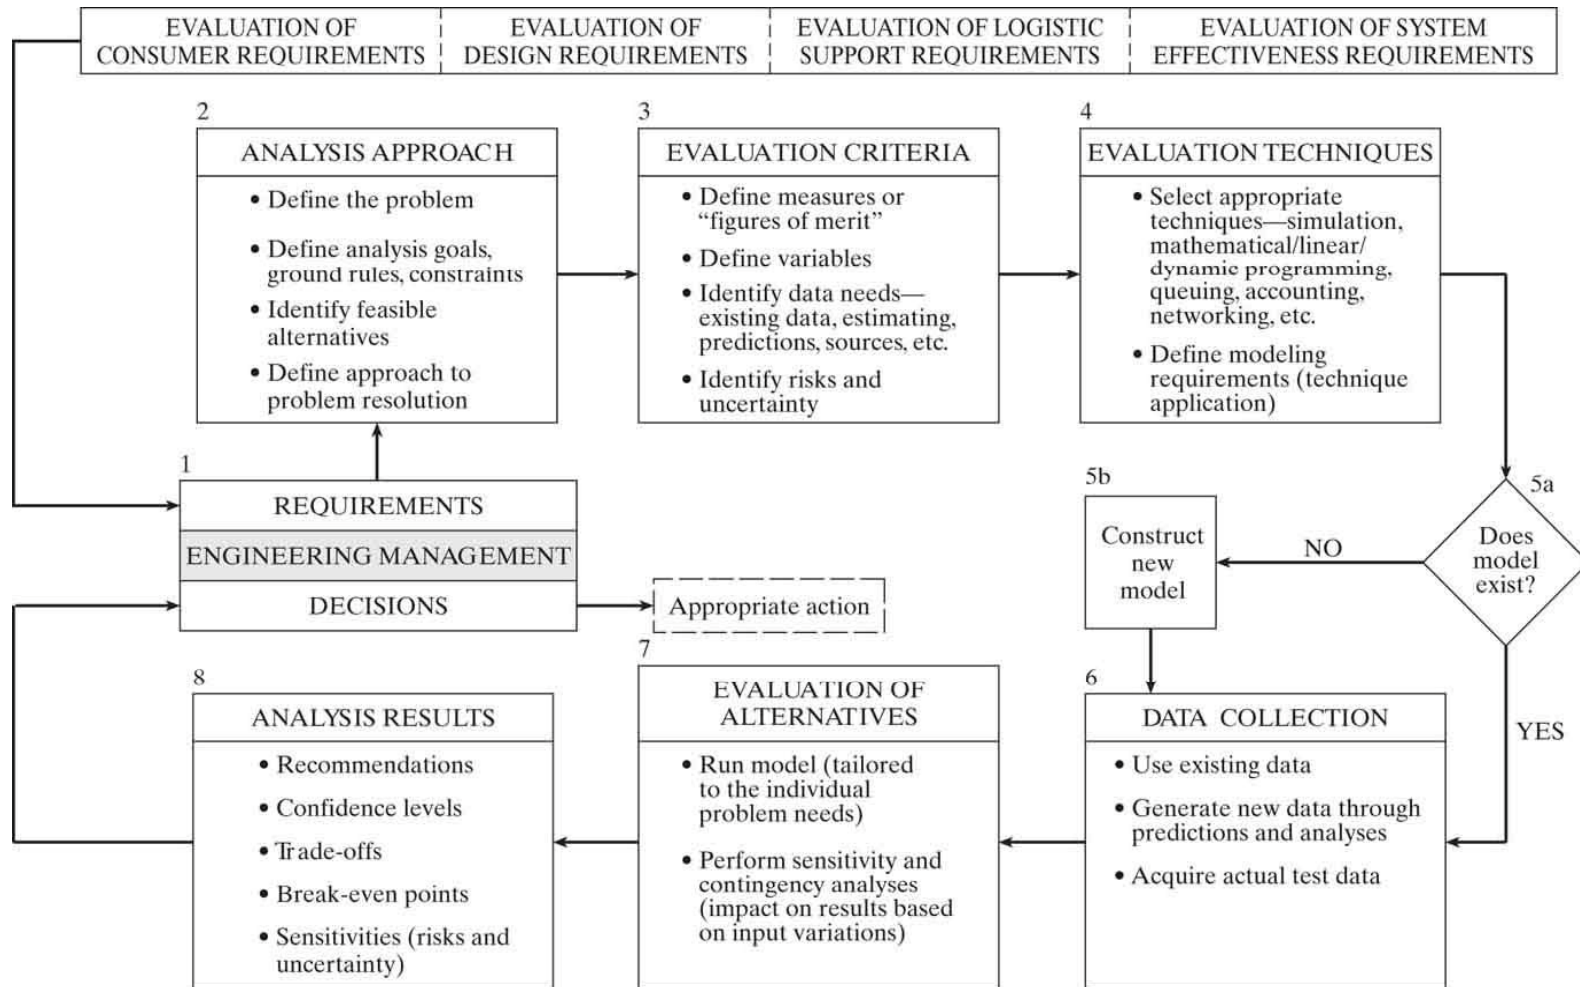 EVALUATION OF
CONSUMER REQUIREMENTS
EVALUATION OF
DESIGN REQUIREMENTS
EVALUATION OF LOGISTIC
SUPPORT REQUIREMENTS
EVALUATION OF SYSTEM
EFFECTIVENESS REQUIREMENTS
2
ANALYSIS APPROACH
• Define the problem
• Define analysis goals,
ground rules, constraints
• Identify feasible
alternatives
• Define approach to
problem resolution
3
EVALUATION CRITERIA
• Define measures or
“figures of merit”
• Define variables
• Identify data needs—
existing data, estimating,
predictions, sources, etc.
• Identify risks and
uncertainty
4
EVALUATION TECHNIQUES
• Select appropriate
techniques—simulation,
mathematical/linear/
dynamic programming,
queuing, accounting,
networking, etc.
• Define modeling
requirements (technique
application)
1
REQUIREMENTS
ENGINEERING MANAGEMENT
DECISIONS
Appropriate action
5a
Does
model
exist?
NO
YES
5b
Construct
new
model
6
DATA COLLECTION
• Use existing data
• Generate new data through
predictions and analyses
• Acquire actual test data
7
EVALUATION OF
ALTERNATIVES
• Run model (tailored
to the individual
problem needs)
• Perform sensitivity and
contingency analyses
(impact on results based
on input variations)
8
ANALYSIS RESULTS
• Recommendations
• Confidence levels
• Trade-offs
• Break-even points
• Sensitivities (risks and
uncertainty)